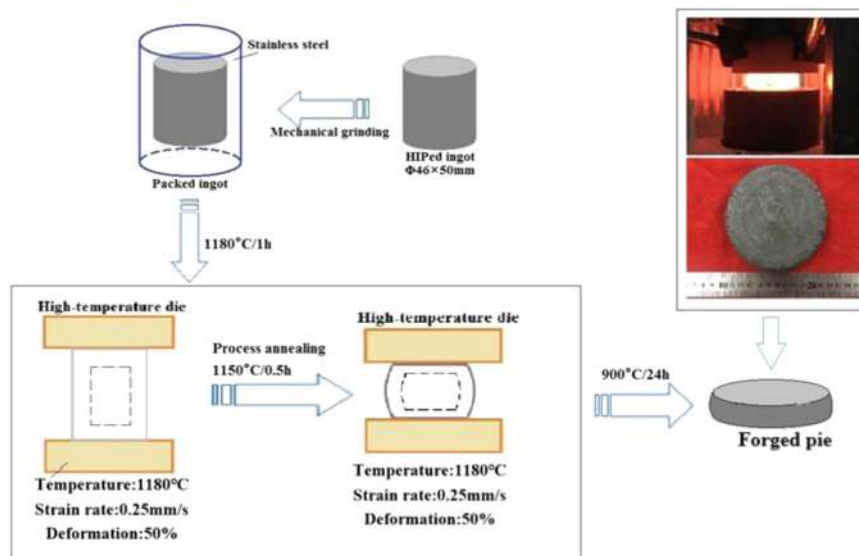 Stainless steel
Mechanical grinding
HIPed ingot
Φ46×50mm
Packed ingot
1180°C/1h
High-temperature die
Process annealing
1150°C/0.5h
High-temperature die
900°C/24h
Forged pie
Temperature:1180°C
Strain rate:0.25mm/s
Deformation:50%
Temperature:1180°C
Strain rate:0.25mm/s
Deformation:50%